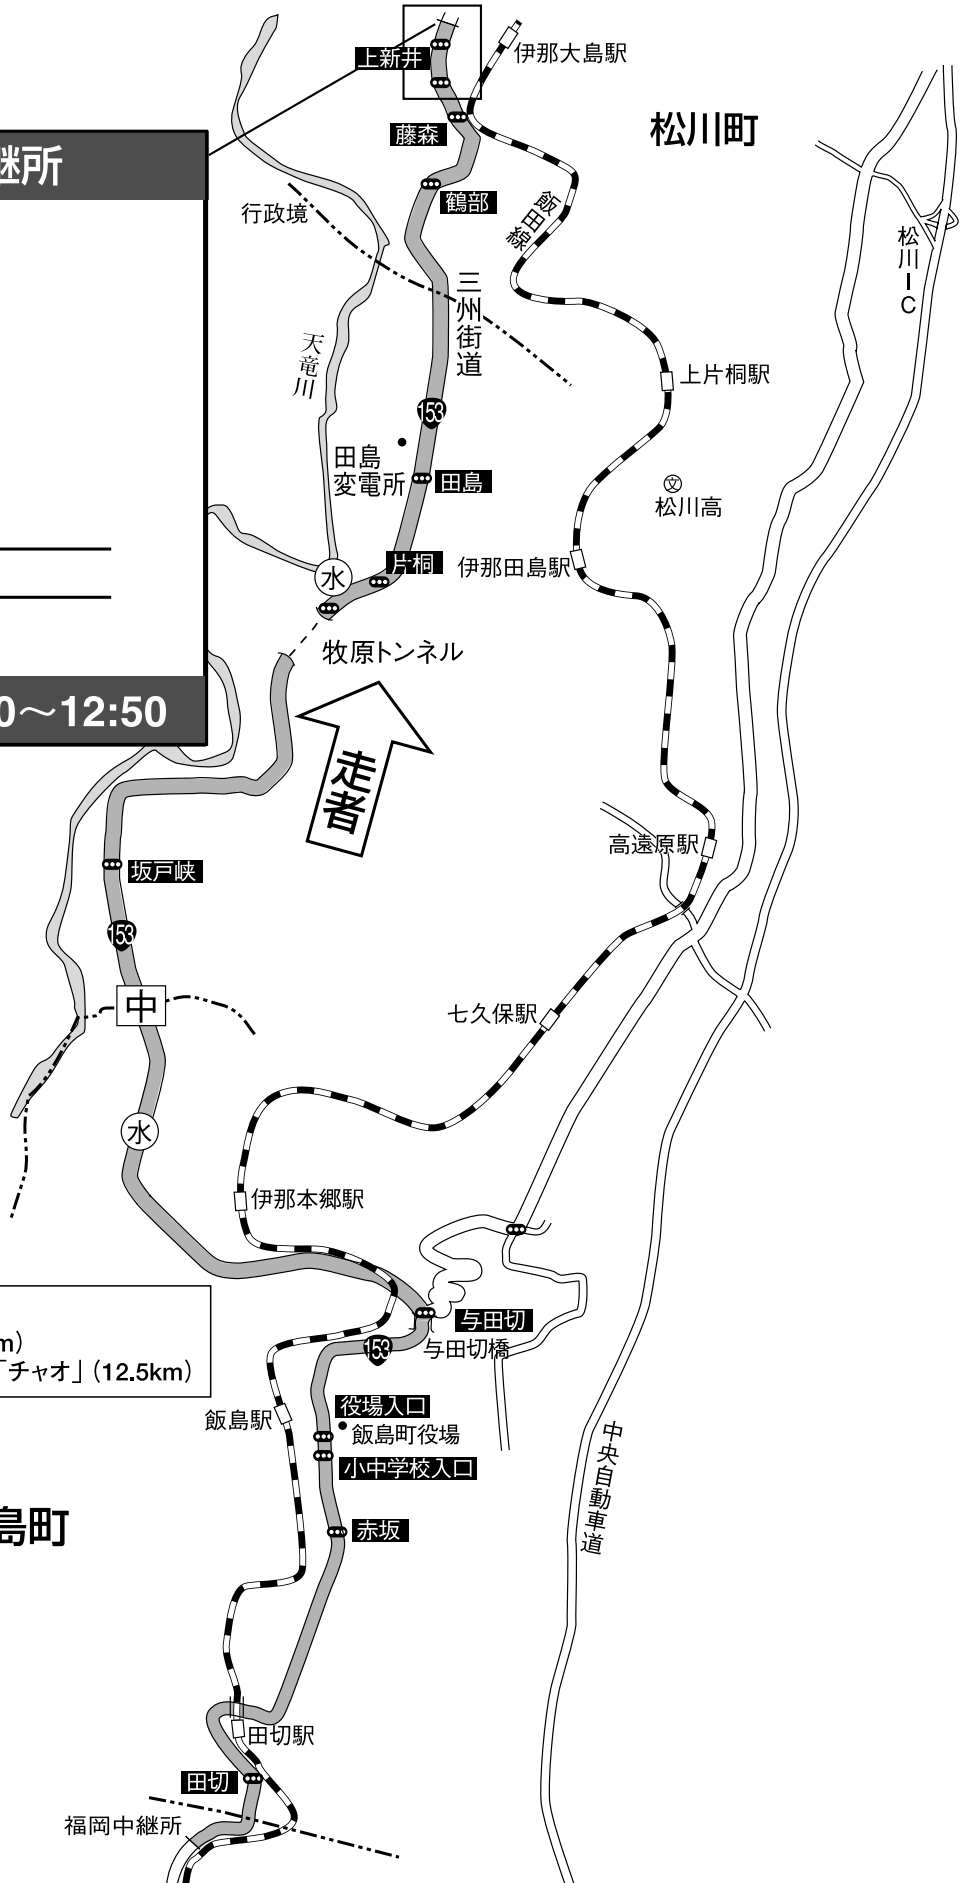 上新井
伊那大島駅
藤森
松川町
継所
鶴部
行政境
飯田線
三州街道
松川IC
天竜川
上片桐駅
153
田島
変電所
田島
松川高
片桐
伊那田島駅
水
牧原トンネル
0〜12:50
走者
高遠原駅
坂戸峡
153
中
七久保駅
水
伊那本郷駅
与田切
m)
「チャオ」(12.5km)
153
与田切橋
役場入口
飯島駅
飯島町役場
小中学校入口
中央自動車道
島町
赤坂
田切駅
田切
福岡中継所